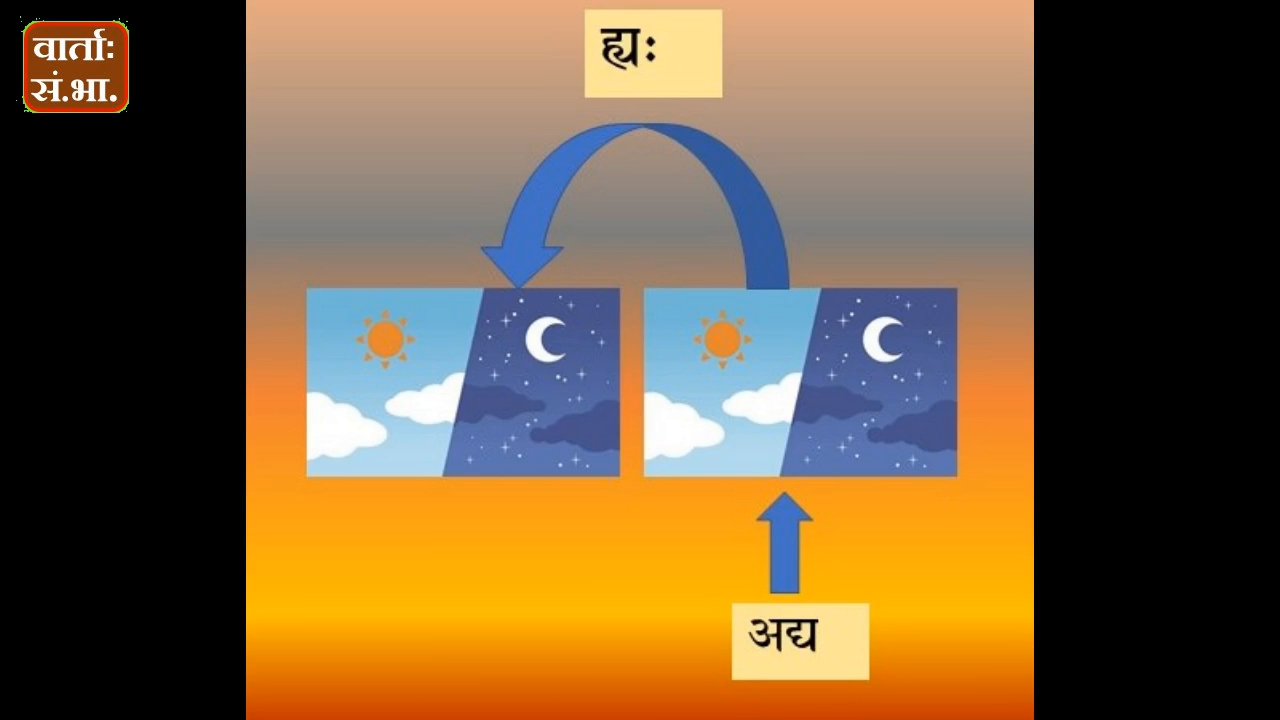 वार्ताः
सं.भा.
ह्यः
अद्य